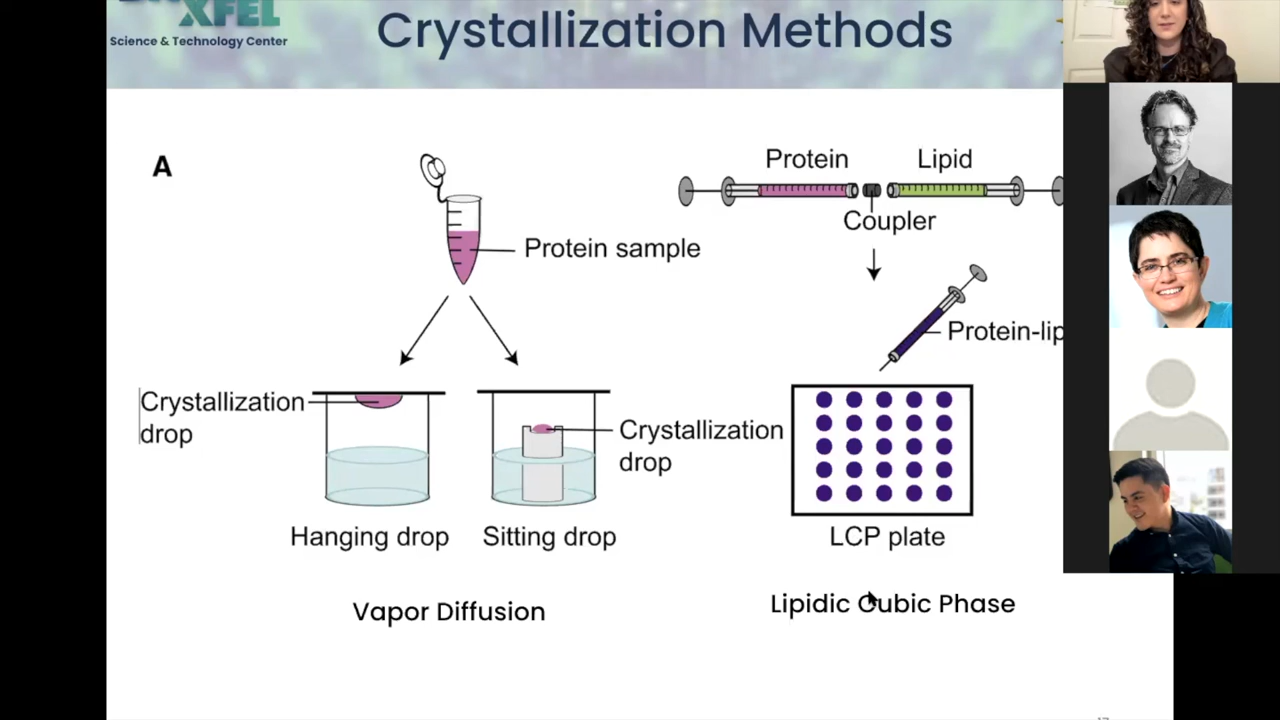 XFEL
Science & Technology Center
Crystallization Methods
A
Protein
Lipid
Coupler
Protein sample
Protein-lip
Crystallization
drop
Crystallization
drop
Hanging drop
Sitting drop
LCP plate
Vapor Diffusion
Lipidic Cubic Phase